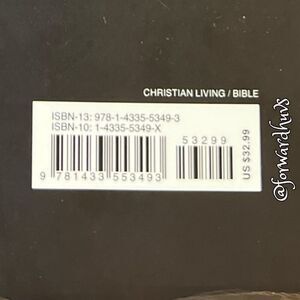 CHRISTIAN LIVING / BIBLE
ISBN-13: 978-1-4335-5349-3
ISBN-10: 1-4335-5349-X
53299
9 781433 553493
US $32.99
@forwardhuvs